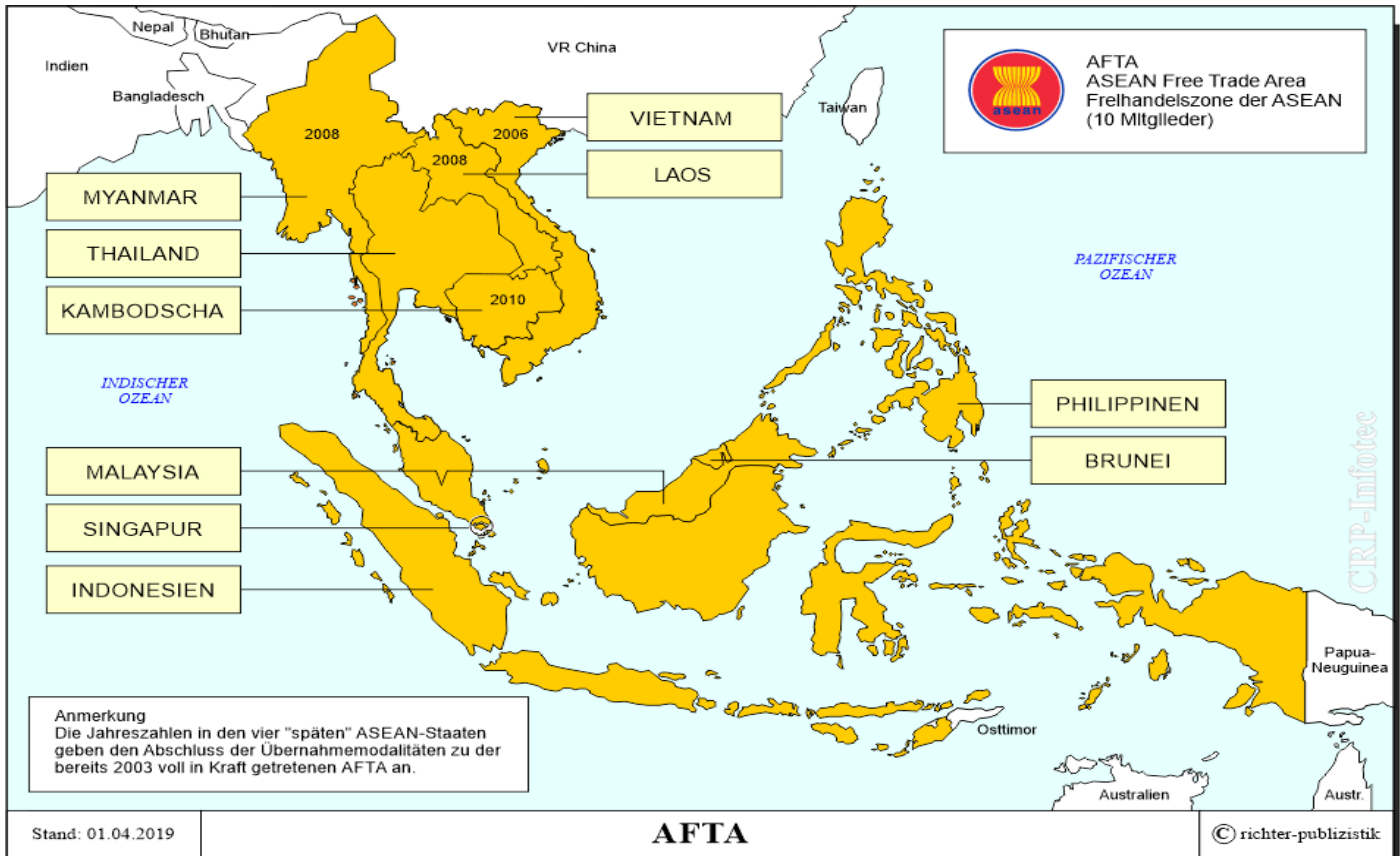 Nepal
Bhutan
Indien
VR China
Bangladesch
Taiwan
AFTA
ASEAN Free Trade Area
Freihandelszone der ASEAN
(10 Mitglieder)
asean
2008
2006
2008
2010
VIETNAM
LAOS
MYANMAR
THAILAND
KAMBODSCHA
PAZIFISCHER
OZEAN
INDISCHER
OZEAN
PHILIPPINEN
BRUNEI
MALAYSIA
SINGAPUR
INDONESIEN
CRP-Infotec
Papua-
Neuguinea
Osttimor
Australien
Austr.
Anmerkung
Die Jahreszahlen in den vier "späten" ASEAN-Staaten
geben den Abschluss der Übernahmemodalitäten zu der
bereits 2003 voll in Kraft getretenen AFTA an.
Stand: 01.04.2019
AFTA
© richter-publizistik